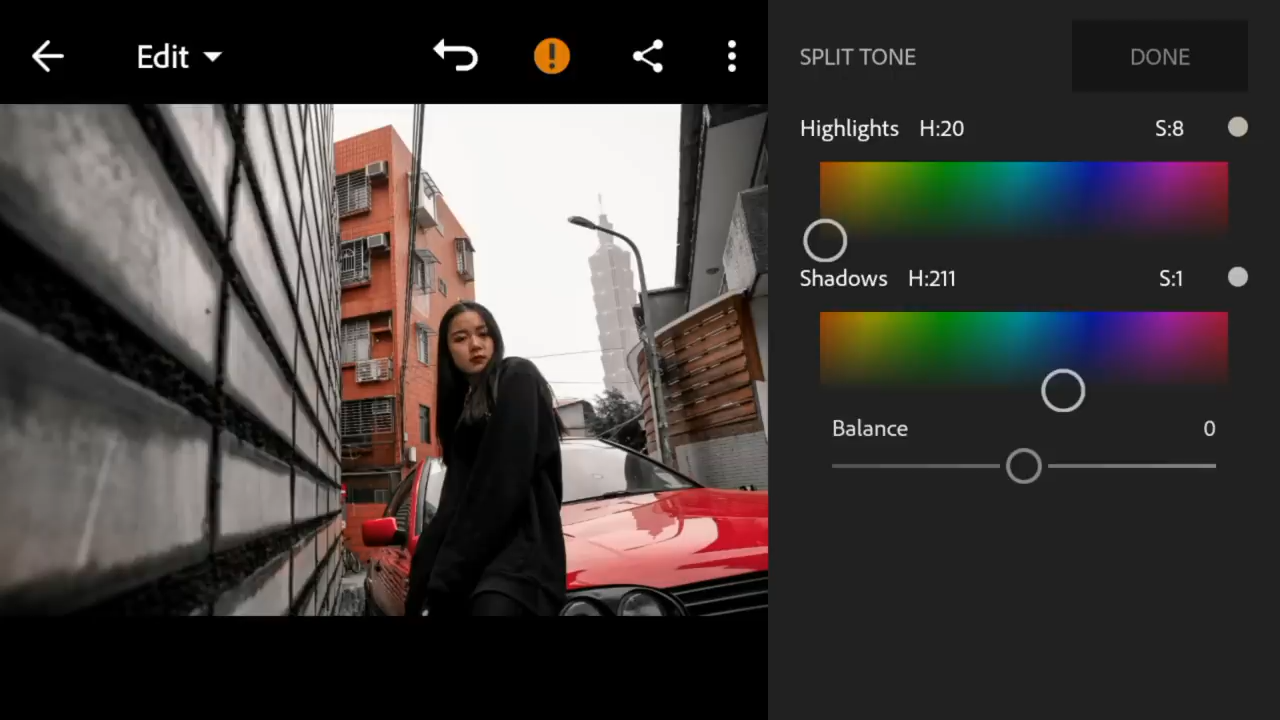 Edit
SPLIT TONE
DONE
Highlights H:20 S:8
Shadows H:211 S:1
Balance 0